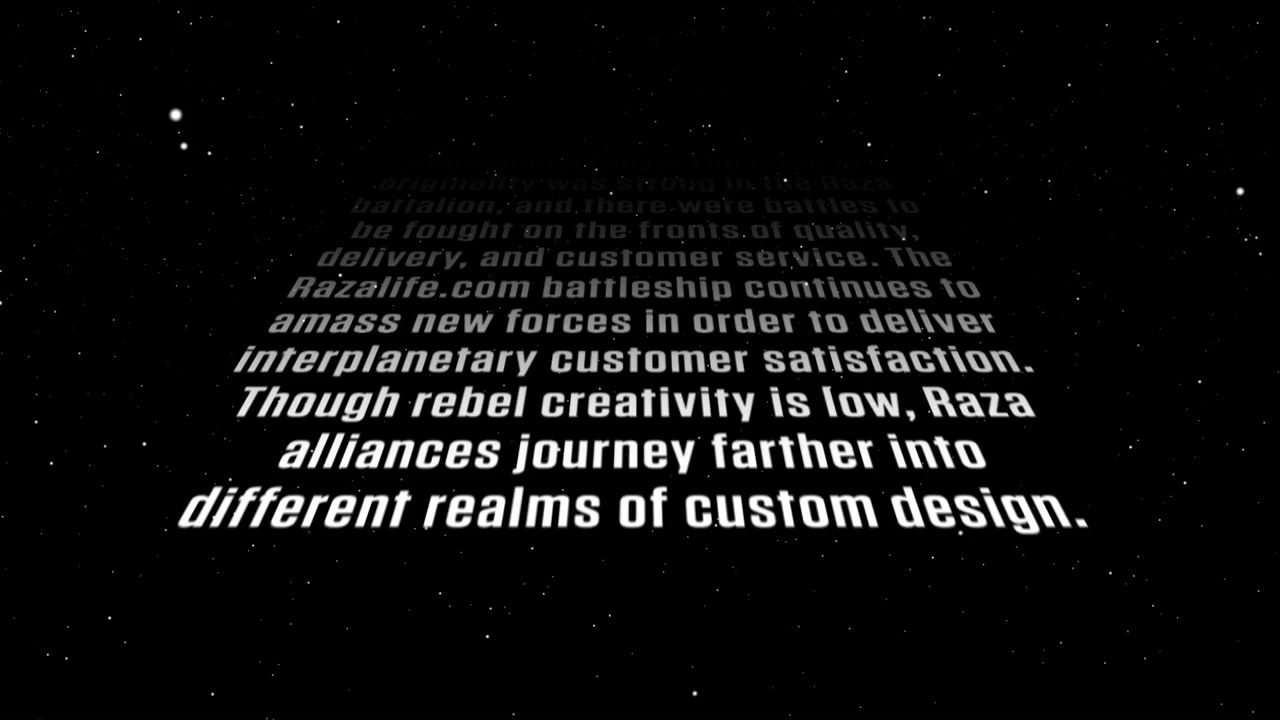 originality was strong in the Raza
battalion, and there were battles to
be fought on the fronts of quality,
delivery, and customer service. The
Razalife.com battleship continues to
amass new forces in order to deliver
interplanetary customer satisfaction.
Though rebel creativity is low, Raza
alliances journey farther into
different realms of custom design.